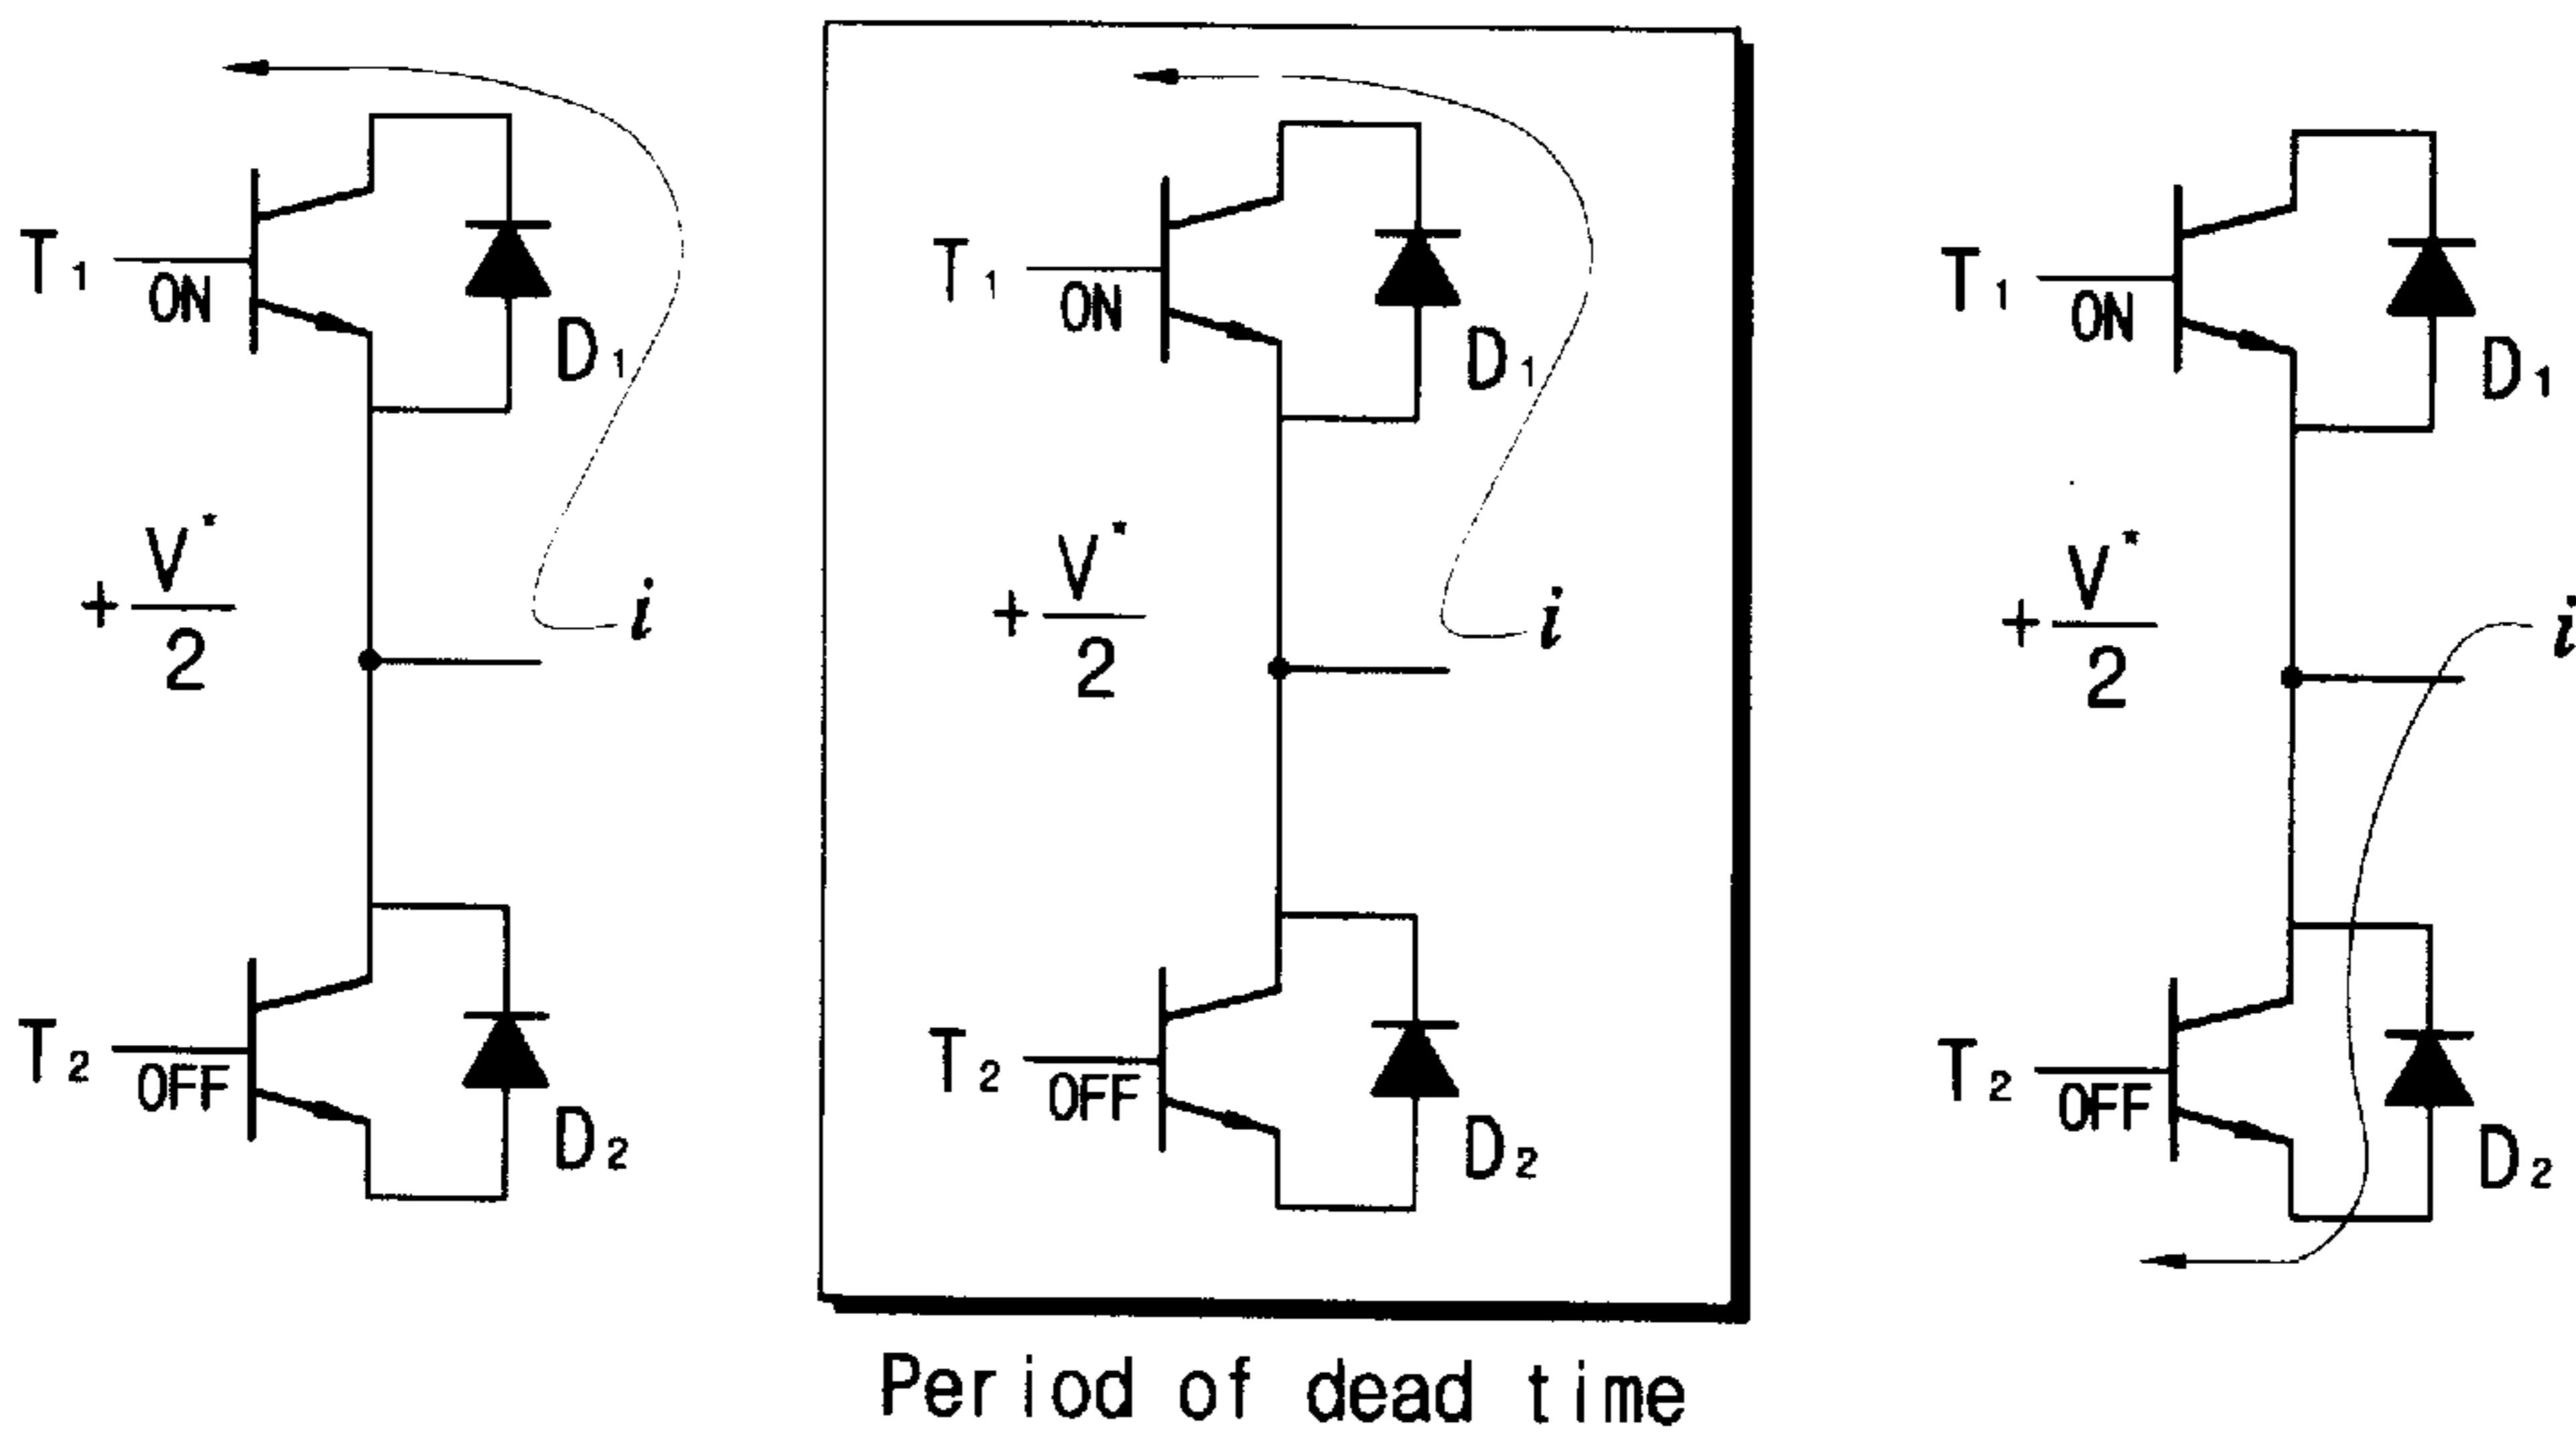 T1 ON D1
+V*/2 i
T2 OFF D2
T1 ON D1
+V*/2 i
T2 OFF D2
T1 ON D1
+V*/2 i
T2 OFF D2
Period of dead time